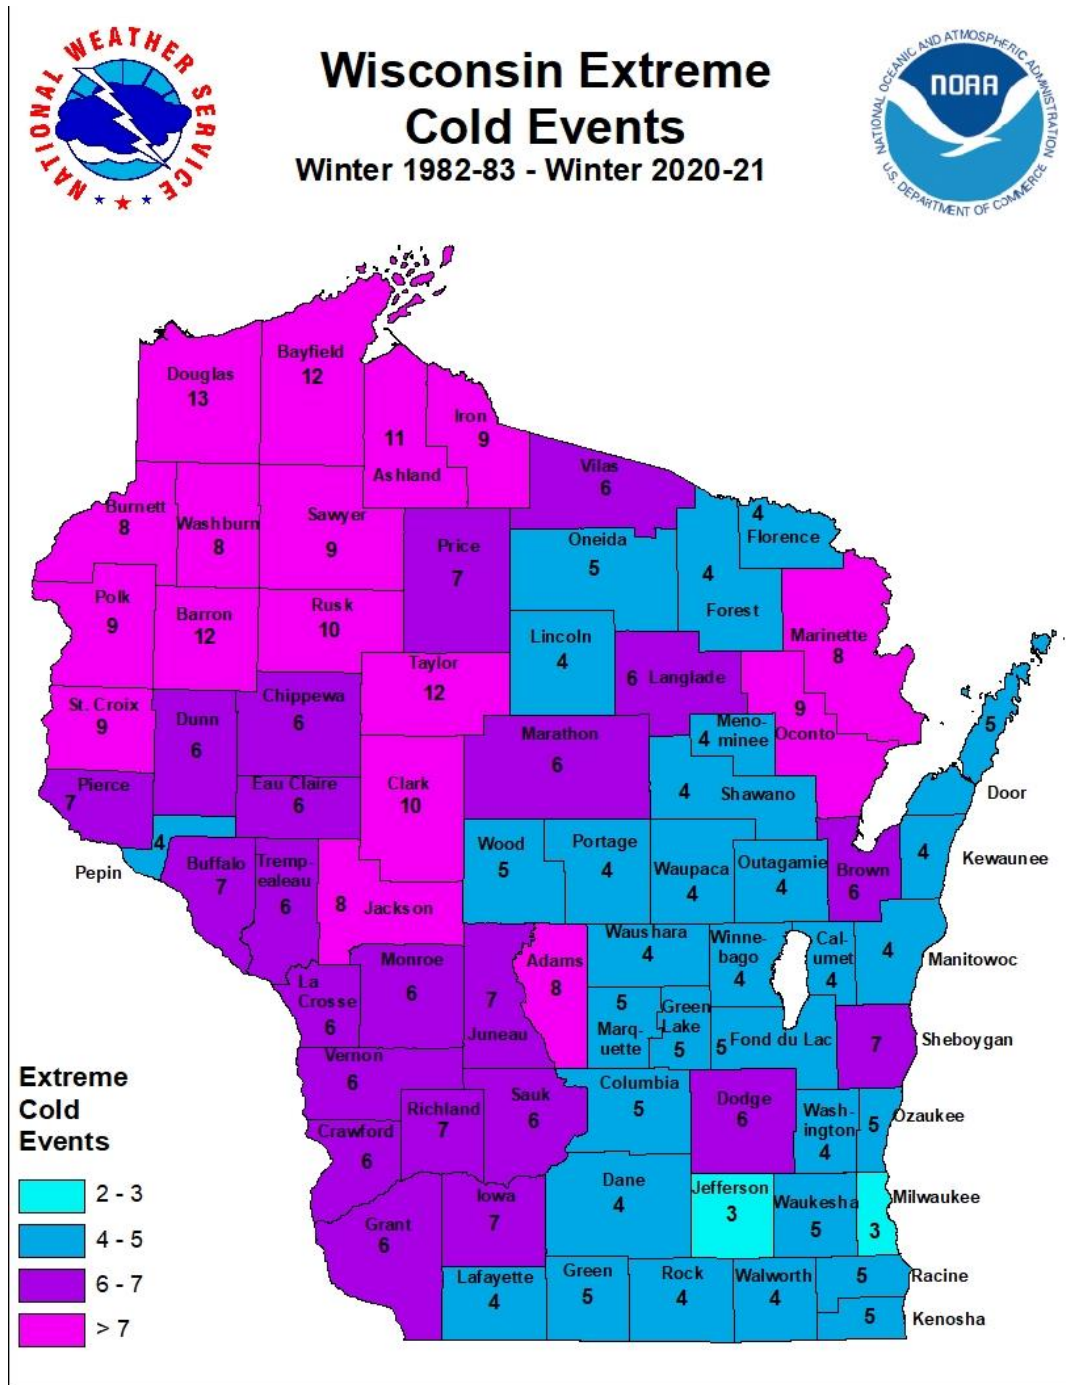 NATIONAL WEATHER SERVICE
Wisconsin Extreme
Cold Events
Winter 1982-83 - Winter 2020-21
NATIONAL OCEANIC AND ATMOSPHERIC ADMINISTRATION
NOAA
U.S. DEPARTMENT OF COMMERCE
Bayfield
12
Douglas
13
Iron
9
11
Ashland
Vilas
6
Burnett
8
Washburn
8
Sawyer
9
Price
7
Oneida
5
4
Florence
4
Forest
Polk
9
Barron
12
Rusk
10
Lincoln
4
Marinette
8
Taylor
12
6 Langlade
St. Croix
9
Dunn
6
Chippewa
6
9
Oconto
Marathon
6
Meno-
4 minee
5
Door
Pierce
7
Eau Claire
6
Clark
10
4 Shawano
4
Pepin
Buffalo
7
Tremp-
ealeau
6
Wood
5
Portage
4
Waupaca
4
Outagamie
4
Brown
6
4
Kewaunee
8 Jackson
Monroe
6
Adams
8
Waushara
4
Winne-
bago
4
Cal-
umet
4
4
Manitowoc
La
Crosse
6
7
Juneau
5
Marq-
uette
Green
Lake
5
5 Fond du Lac
7
Sheboygan
Vernon
6
Richland
7
Sauk
6
Columbia
5
Dodge
6
Wash-
ington
4
5
Ozaukee
Crawford
6
Grant
6
Iowa
7
Dane
4
Jefferson
3
Waukesha
5
Milwaukee
3
Lafayette
4
Green
5
Rock
4
Walworth
4
5
Racine
5
Kenosha
Extreme
Cold
Events
2 - 3
4 - 5
6 - 7
> 7